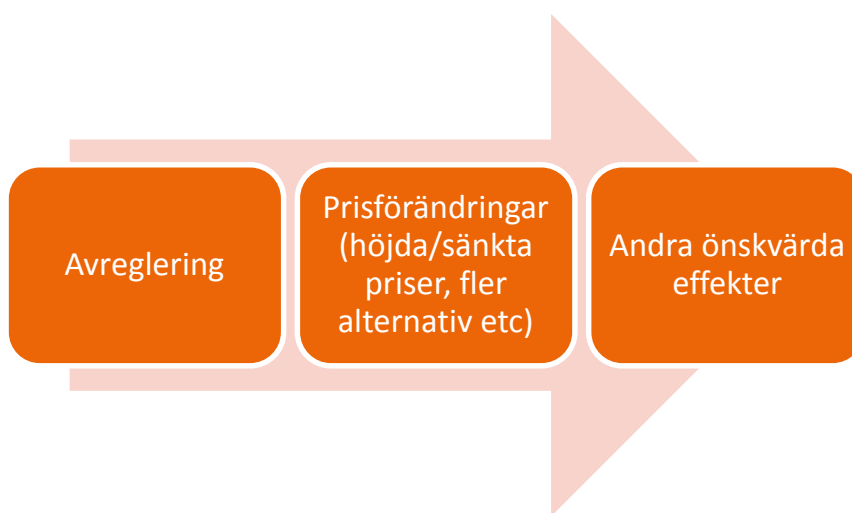 Avreglering
Prisförändringar
(höjda/sänkta
priser, fler
alternativ etc)
Andra önskvärda
effekter